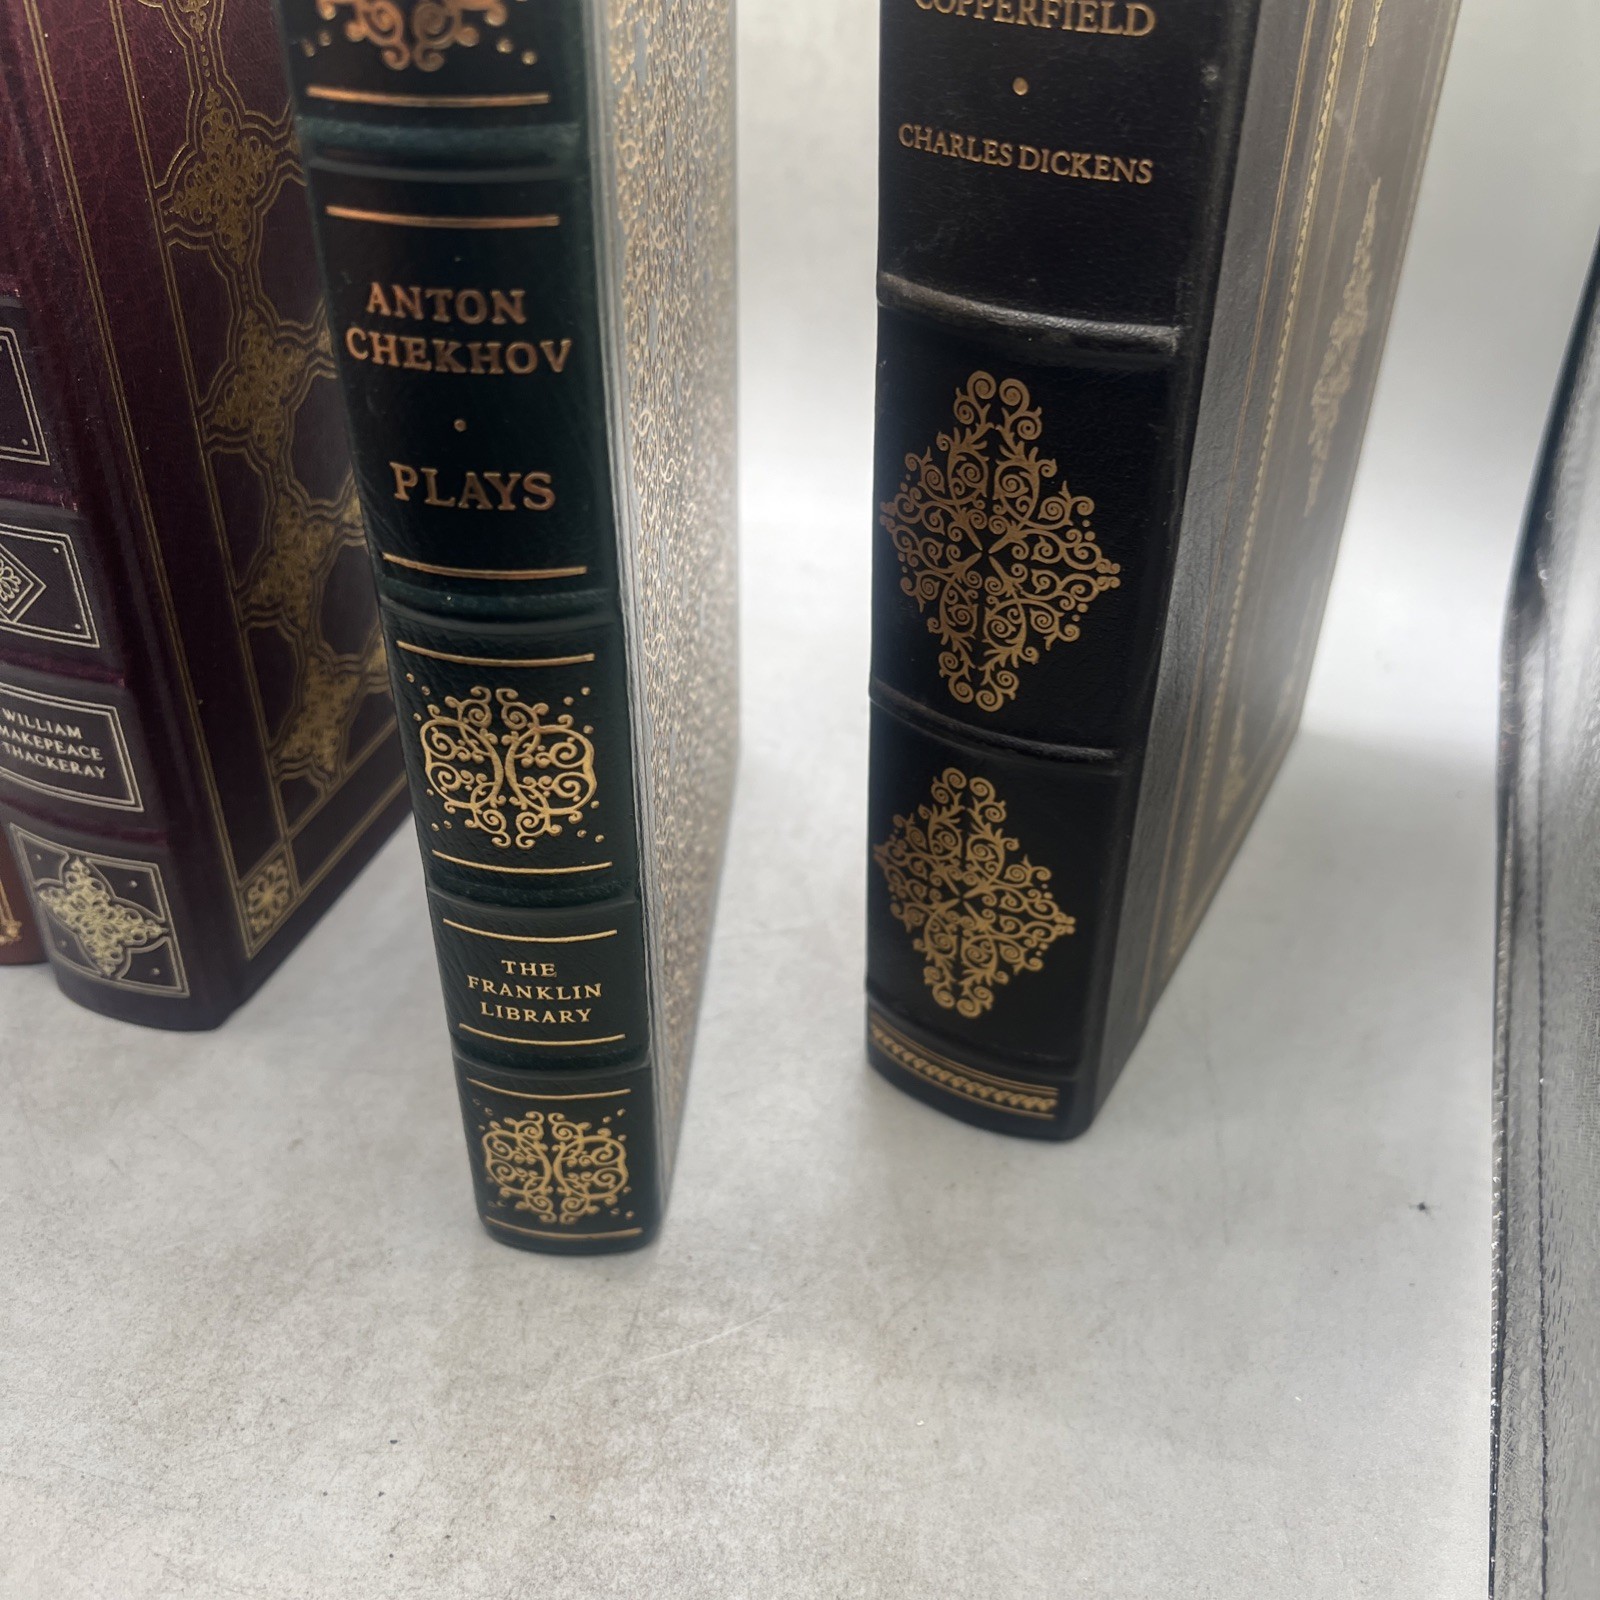 WILLIAM
MAKEPEACE
THACKERAY
ANTON
CHEKHOV
PLAYS
THE
FRANKLIN
LIBRARY
COPPERFIELD
CHARLES DICKENS